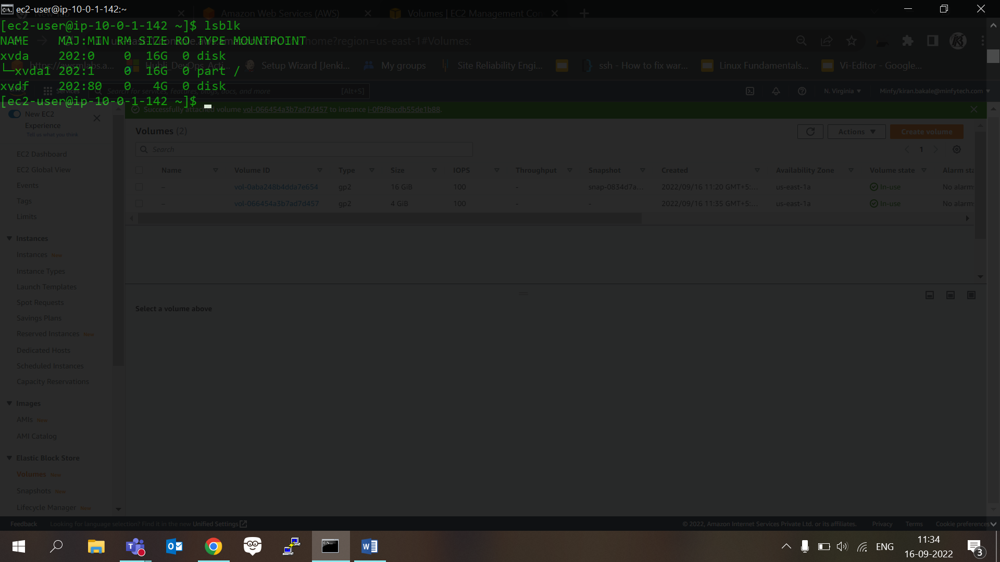 ec2-user@ip-10-0-1-142:~
New Tab
Amazon Web Services (AWS)
Volumes | EC2 Management Con
[ec2-user@ip-10-0-1-142 ~]$ lsblk
NAME MAJ:MIN RM SIZE RO TYPE MOUNTPOINT
us-east-1.console.aws.amazon.com home?region=us-east-1#Volumes:
xvda 202:0 0 16G 0 disk
└─xvda1 202:1 0 16G 0 part /
https://awsmlabs.a... Hubli_DevOps_Acti... Setup Wizard [Jenki... My groups Site Reliability Engi... ssh - How to fix war... Linux Fundamentals... Vi-Editor - Google...
xvdf 202:80 0 4G 0 disk
aws Services Search for services, features, blogs, docs, and more [Alt+S] N. Virginia Minfy/kiran.bakale@minfytech.com
[ec2-user@ip-10-0-1-142 ~]$
Successfully attached volume vol-066454a3b7ad7d457 to instance i-0f9f8acdb55de1b88.
New EC2
Experience
Tell us what you think
EC2 Dashboard
EC2 Global View
Events
Tags
Limits
Instances
Instances New
Instance Types
Launch Templates
Spot Requests
Savings Plans
Reserved Instances New
Dedicated Hosts
Scheduled Instances
Capacity Reservations
Images
AMIs New
AMI Catalog
Elastic Block Store
Volumes New
Snapshots New
Lifecycle Manager New
Volumes (2)
Actions
Create volume
Search
1
Name Volume ID Type Size IOPS Throughput Snapshot Created Availability Zone Volume state Alarm sta
– vol-0aba248b4dda7e654 gp2 16 GiB 100 - snap-0834d7a... 2022/09/16 11:20 GMT+5:... us-east-1a In-use No alarm
– vol-066454a3b7ad7d457 gp2 4 GiB 100 - - 2022/09/16 11:35 GMT+5:... us-east-1a In-use No alarm
Select a volume above
Feedback Looking for language selection? Find it in the new Unified Settings © 2022, Amazon Internet Services Private Ltd. or its affiliates. Privacy Terms Cookie preferences
ENG
11:34
16-09-2022
3